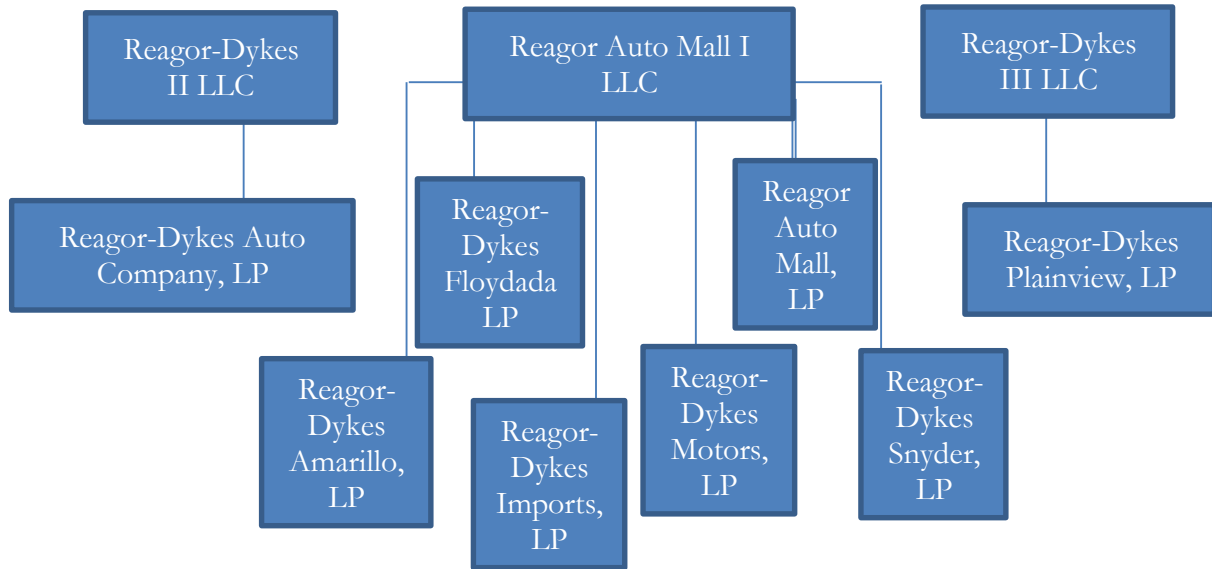 Reagor-Dykes
II LLC
Reagor Auto Mall I
LLC
Reagor-Dykes
III LLC
Reagor-Dykes Auto
Company, LP
Reagor-
Dykes
Floydada
LP
Reagor
Auto
Mall,
LP
Reagor-Dykes
Plainview, LP
Reagor-
Dykes
Amarillo,
LP
Reagor-
Dykes
Imports,
LP
Reagor-
Dykes
Motors,
LP
Reagor-
Dykes
Snyder,
LP